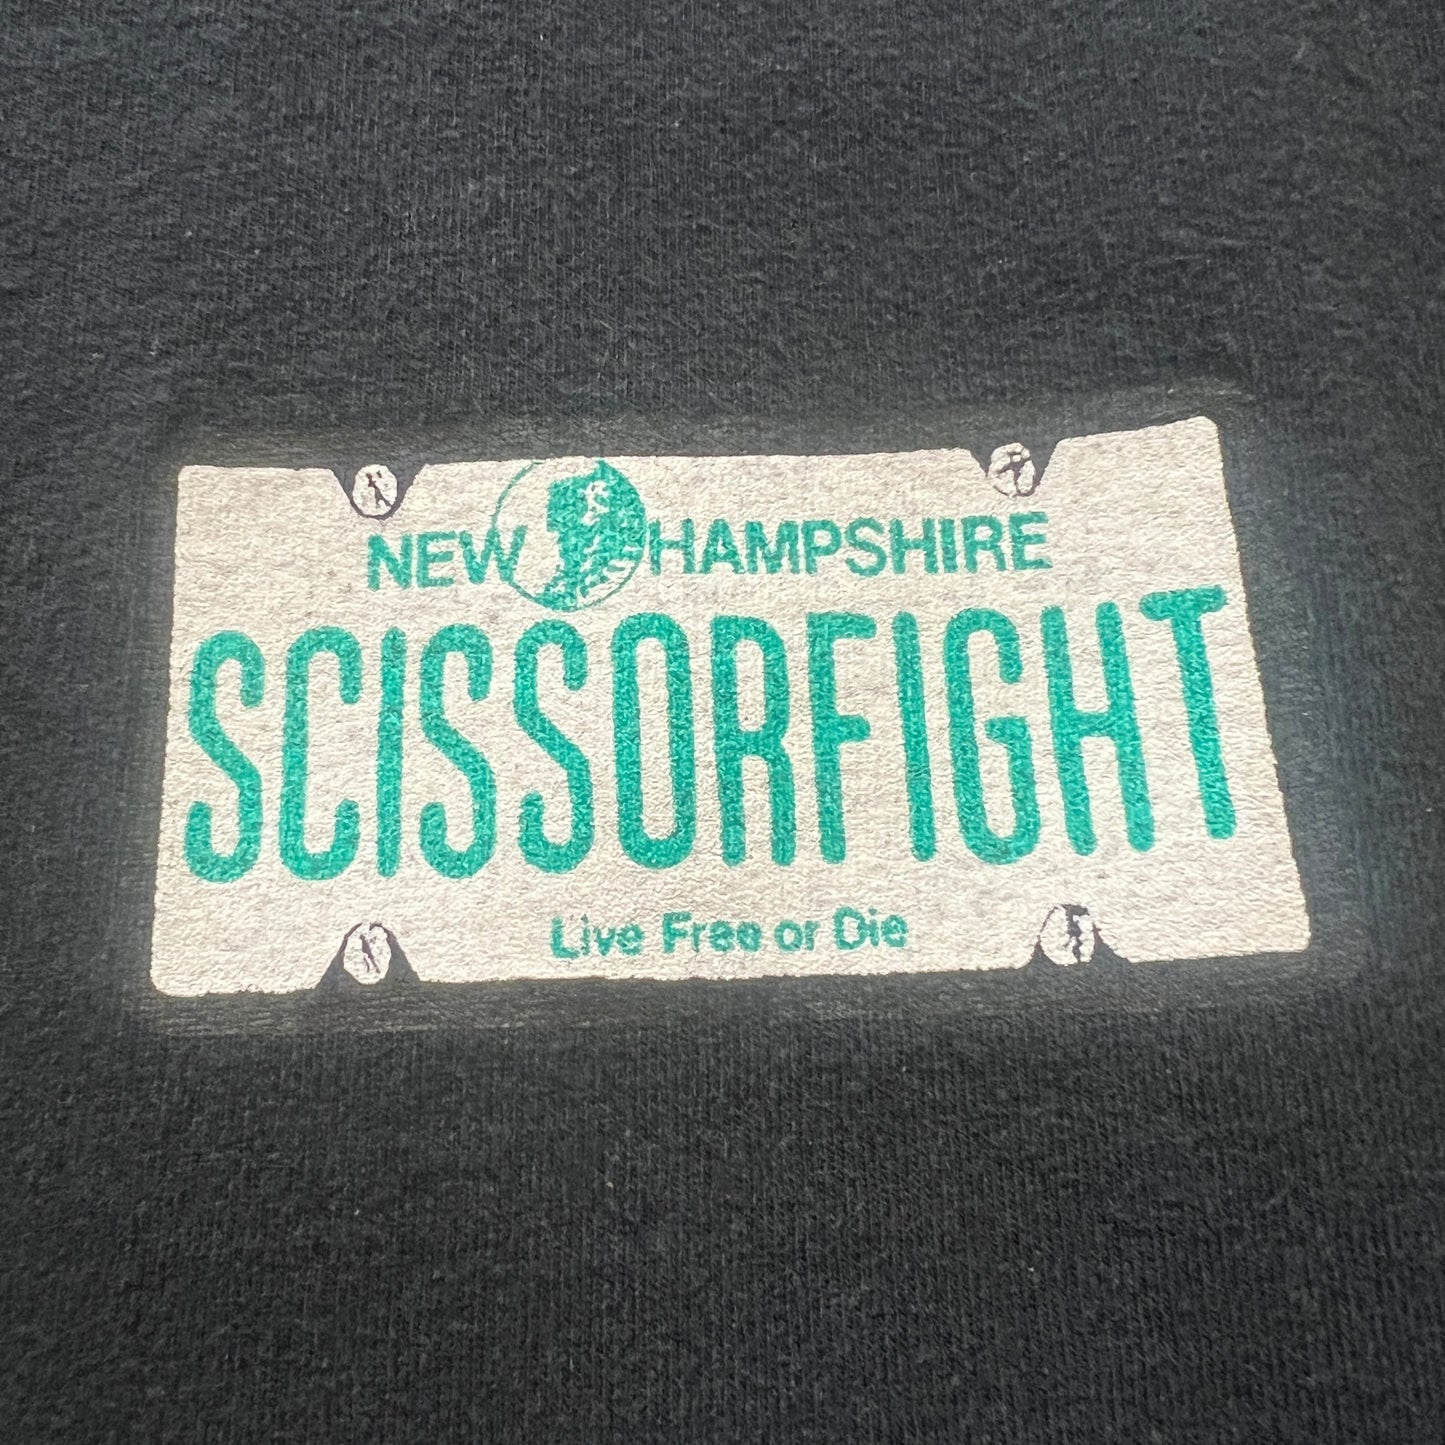 NEW HAMPSHIRE
SCISSORFIGHT
Live Free or Die